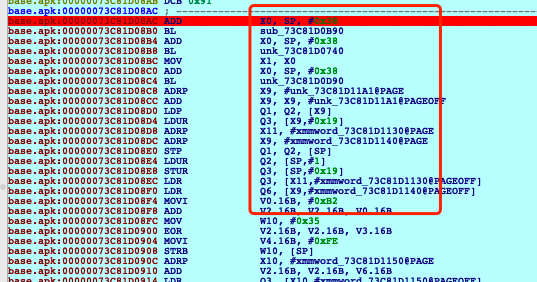 base.apk:00000073C81D08AB DCB 0x91
base.apk:00000073C81D08AC ; ---------------------------------------------------------------------------
base.apk:00000073C81D08AC ADD X0, SP, #0x38
base.apk:00000073C81D08B0 BL sub_73C81D0B90
base.apk:00000073C81D08B4 ADD X0, SP, #0x38
base.apk:00000073C81D08B8 BL unk_73C81D0740
base.apk:00000073C81D08BC MOV X1, X0
base.apk:00000073C81D08C0 ADD X0, SP, #0x38
base.apk:00000073C81D08C4 BL unk_73C81D0D90
base.apk:00000073C81D08C8 ADRP X9, #unk_73C81D11A1@PAGE
base.apk:00000073C81D08CC ADD X9, X9, #unk_73C81D11A1@PAGEOFF
base.apk:00000073C81D08D0 LDP Q1, Q2, [X9]
base.apk:00000073C81D08D4 LDUR Q3, [X9,#0x19]
base.apk:00000073C81D08D8 ADRP X11, #xmmword_73C81D1130@PAGE
base.apk:00000073C81D08DC ADRP X9, #xmmword_73C81D1140@PAGE
base.apk:00000073C81D08E0 STP Q1, Q2, [SP]
base.apk:00000073C81D08E4 LDUR Q2, [SP,#1]
base.apk:00000073C81D08E8 STUR Q3, [SP,#0x19]
base.apk:00000073C81D08EC LDR Q3, [X11,#xmmword_73C81D1130@PAGEOFF]
base.apk:00000073C81D08F0 LDR Q6, [X9,#xmmword_73C81D1140@PAGEOFF]
base.apk:00000073C81D08F4 MOVI V0.16B, #0xB2
base.apk:00000073C81D08F8 ADD V2.16B, V2.16B, V0.16B
base.apk:00000073C81D08FC MOV W10, #0x35
base.apk:00000073C81D0900 EOR V2.16B, V2.16B, V3.16B
base.apk:00000073C81D0904 MOVI V4.16B, #0xFE
base.apk:00000073C81D0908 STRB W10, [SP]
base.apk:00000073C81D090C ADRP X10, #xmmword_73C81D1150@PAGE
base.apk:00000073C81D0910 ADD V2.16B, V2.16B, V6.16B
base.apk:00000073C81D0914 LDR Q3, [X10,#xmmword_73C81D1150@PAGEOFF]